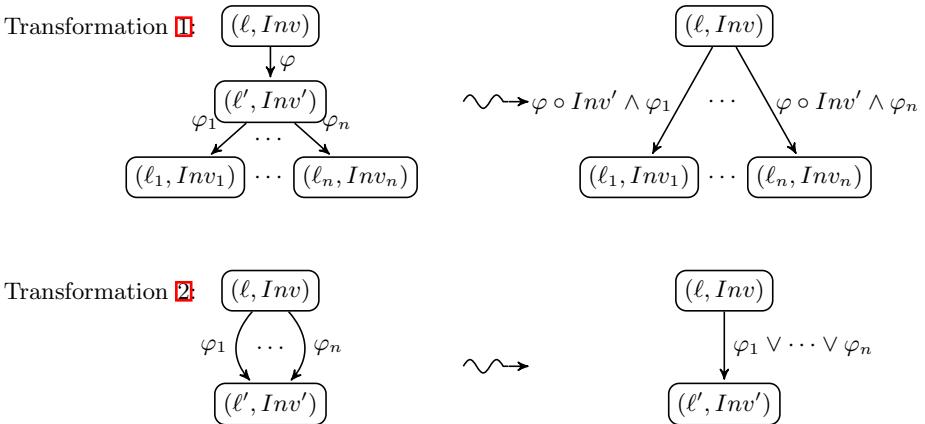 Transformation 1: (ℓ, Inv) (ℓ, Inv)
φ
(ℓ′, Inv′) φ ∘ Inv′ ∧ φ₁ ⋯ φ ∘ Inv′ ∧ φₙ
φ₁ ⋯ φₙ
(ℓ₁, Inv₁) ⋯ (ℓₙ, Invₙ) (ℓ₁, Inv₁) ⋯ (ℓₙ, Invₙ)
Transformation 2: (ℓ, Inv) (ℓ, Inv)
φ₁ ⋯ φₙ φ₁ ∨ ⋯ ∨ φₙ
(ℓ′, Inv′) (ℓ′, Inv′)